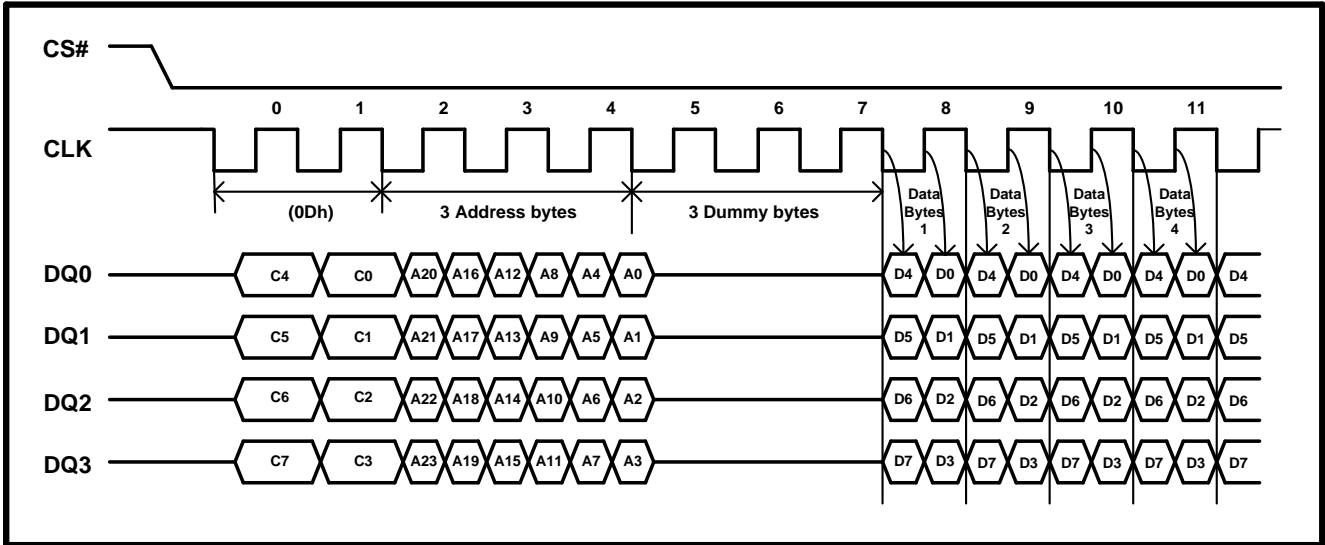 CS#
0 1 2 3 4 5 6 7 8 9 10 11
CLK
(0Dh) 3 Address bytes 3 Dummy bytes
Data Bytes 1
Data Bytes 2
Data Bytes 3
Data Bytes 4
DQ0 C4 C0 A20 A16 A12 A8 A4 A0 D4 D0 D4 D0 D4 D0 D4 D0 D4
DQ1 C5 C1 A21 A17 A13 A9 A5 A1 D5 D1 D5 D1 D5 D1 D5 D1 D5
DQ2 C6 C2 A22 A18 A14 A10 A6 A2 D6 D2 D6 D2 D6 D2 D6 D2 D6
DQ3 C7 C3 A23 A19 A15 A11 A7 A3 D7 D3 D7 D3 D7 D3 D7 D3 D7